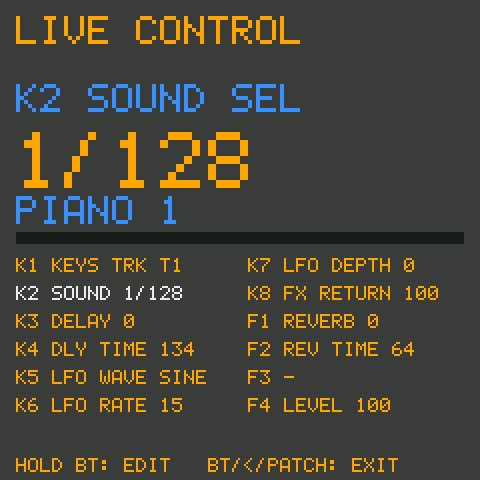 LIVE CONTROL
K2 SOUND SEL
1/128
PIANO 1
K1 KEYS TRK T1
K2 SOUND 1/128
K3 DELAY 0
K4 DLY TIME 134
K5 LFO WAVE SINE
K6 LFO RATE 15
K7 LFO DEPTH 0
K8 FX RETURN 100
F1 REVERB 0
F2 REV TIME 64
F3 -
F4 LEVEL 100
HOLD BT: EDIT BT/</PATCH: EXIT